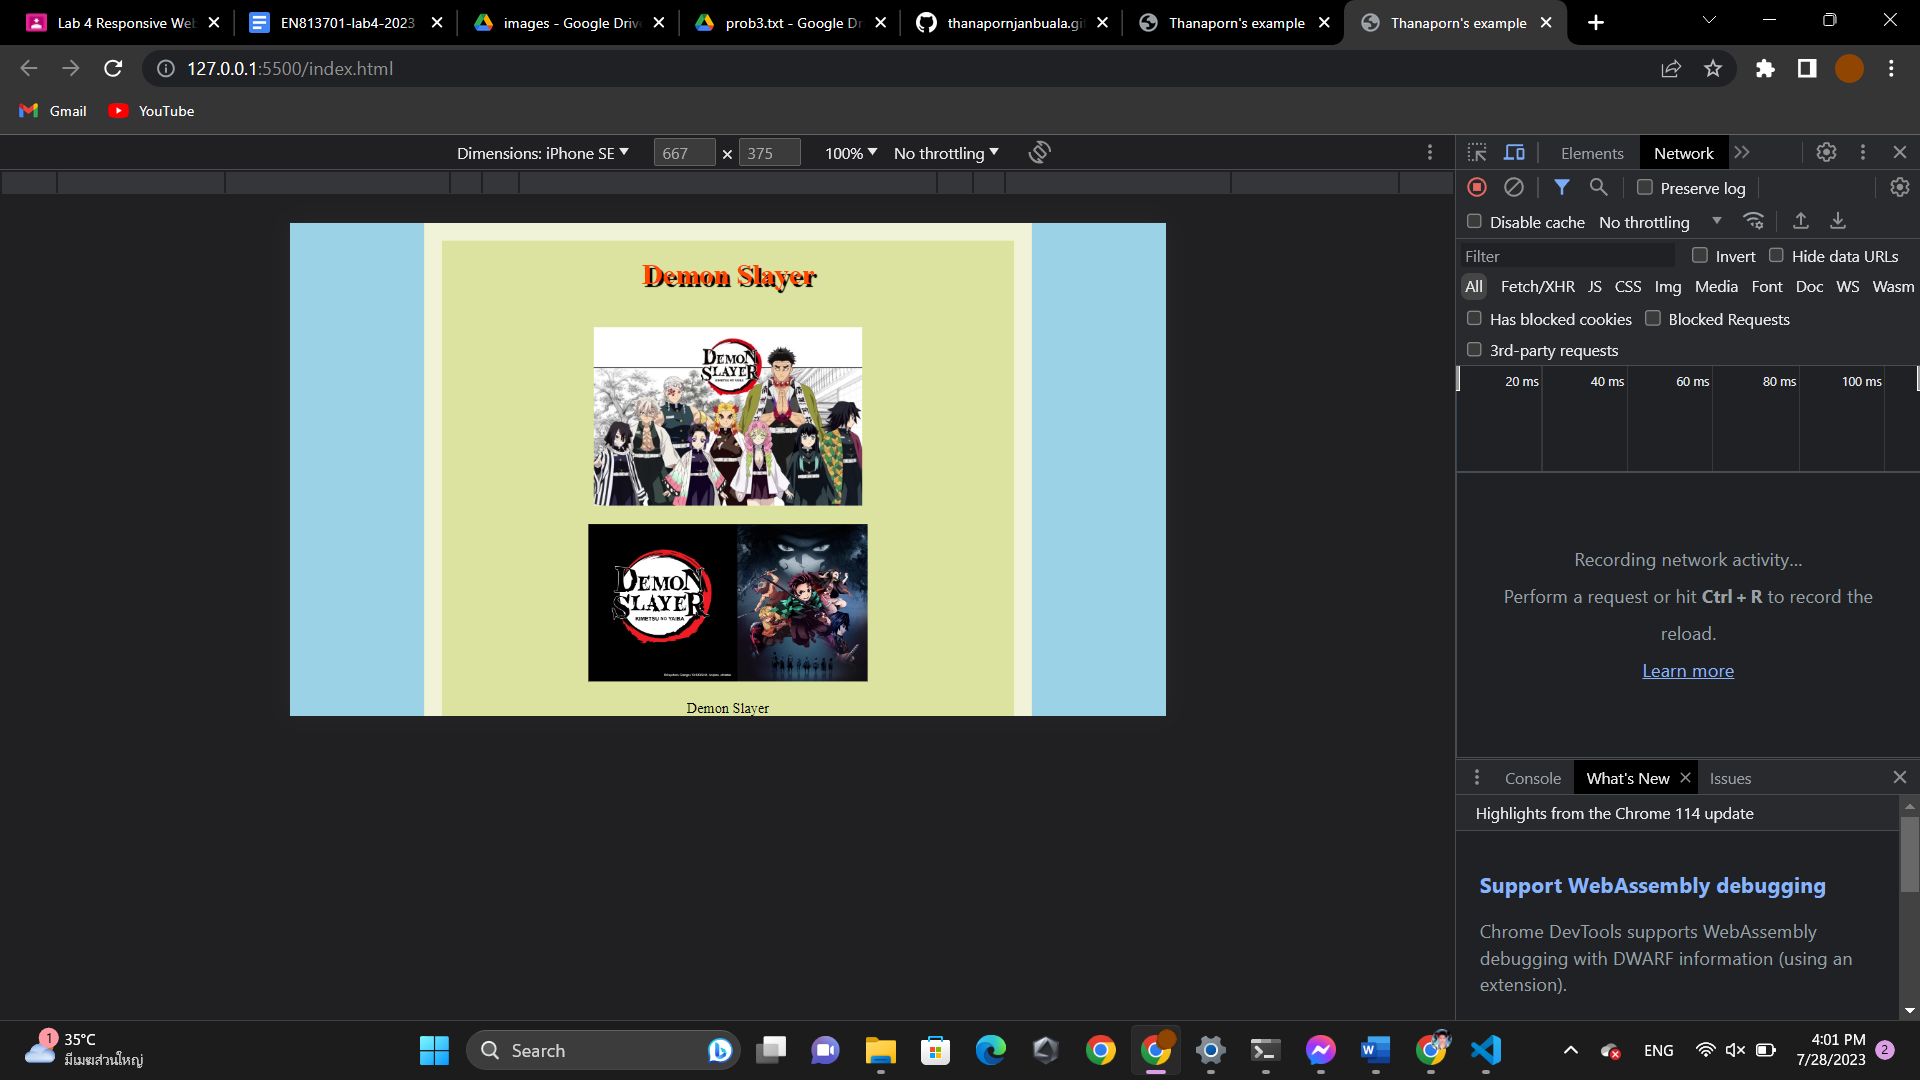 Lab 4 Responsive Web
EN813701-lab4-2023
images - Google Drive
prob3.txt - Google Dr
thanapornjanbuala.git
Thanaporn's example
Thanaporn's example
127.0.0.1:5500/index.html
Gmail
YouTube
Dimensions: iPhone SE
667 × 375
100%
No throttling
Elements
Network
Preserve log
Disable cache
No throttling
Filter
Invert
Hide data URLs
All Fetch/XHR JS CSS Img Media Font Doc WS Wasm
Has blocked cookies
Blocked Requests
3rd-party requests
20 ms 40 ms 60 ms 80 ms 100 ms
Recording network activity...
Perform a request or hit Ctrl + R to record the
reload.
Learn more
Demon Slayer
DEMON
SLAYER
KIMETSU NO YAIBA
DEMON
SLAYER
KIMETSU NO YAIBA
Demon Slayer
Console
What's New
Issues
Highlights from the Chrome 114 update
Support WebAssembly debugging
Chrome DevTools supports WebAssembly
debugging with DWARF information (using an
extension).
1
35°C
มีเมฆส่วนใหญ่
Search
ENG
4:01 PM
7/28/2023
2